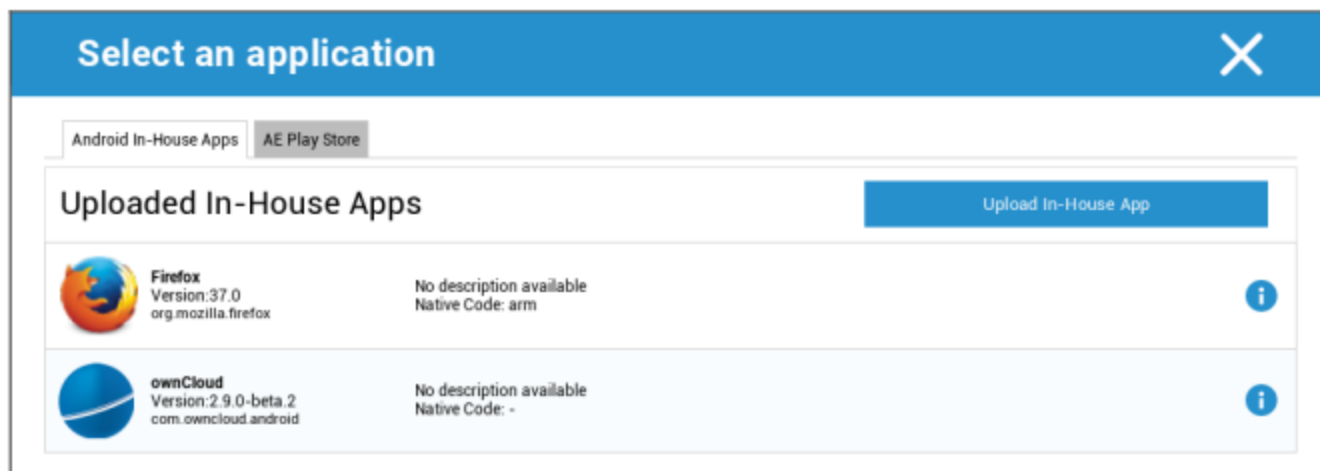 Select an application
Android In-House Apps
AE Play Store
Uploaded In-House Apps
Upload In-House App
Firefox
Version:37.0
org.mozilla.firefox
No description available
Native Code: arm
ownCloud
Version:2.9.0-beta.2
com.owncloud.android
No description available
Native Code: -